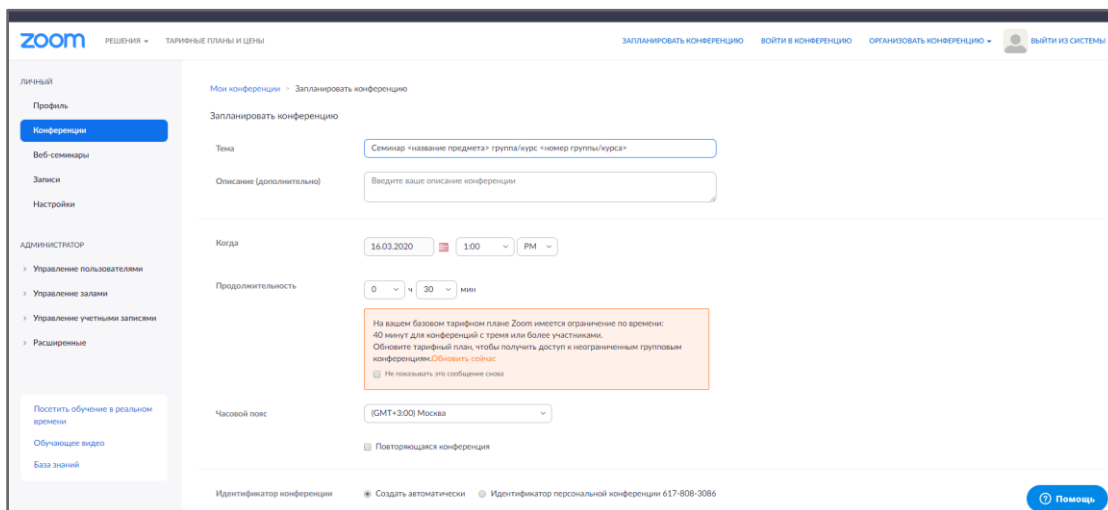 zoom РЕШЕНИЯ ТАРИФНЫЕ ПЛАНЫ И ЦЕНЫ ЗАПЛАНИРОВАТЬ КОНФЕРЕНЦИЮ ВОЙТИ В КОНФЕРЕНЦИЮ ОРГАНИЗОВАТЬ КОНФЕРЕНЦИЮ ВЫЙТИ ИЗ СИСТЕМЫ
ЛИЧНЫЙ
Профиль
Конференции
Веб-семинары
Записи
Настройки
АДМИНИСТРАТОР
> Управление пользователями
> Управление залами
> Управление учетными записями
> Расширенные
Посетить обучение в реальном
времени
Обучающее видео
База знаний
Мои конференции > Запланировать конференцию
Запланировать конференцию
Тема Семинар <название предмета> группа/курс <номер группы/курса>
Описание (дополнительно) Введите ваше описание конференции
Когда 16.03.2020 1:00 PM
Продолжительность 0 ч 30 мин
На вашем базовом тарифном плане Zoom имеется ограничение по времени:
40 минут для конференций с тремя или более участниками.
Обновите тарифный план, чтобы получить доступ к неограниченным групповым
конференциям.Обновить сейчас
Не показывать это сообщение снова
Часовой пояс (GMT+3:00) Москва
Повторяющаяся конференция
Идентификатор конференции Создать автоматически Идентификатор персональной конференции 617-808-3086
Помощь